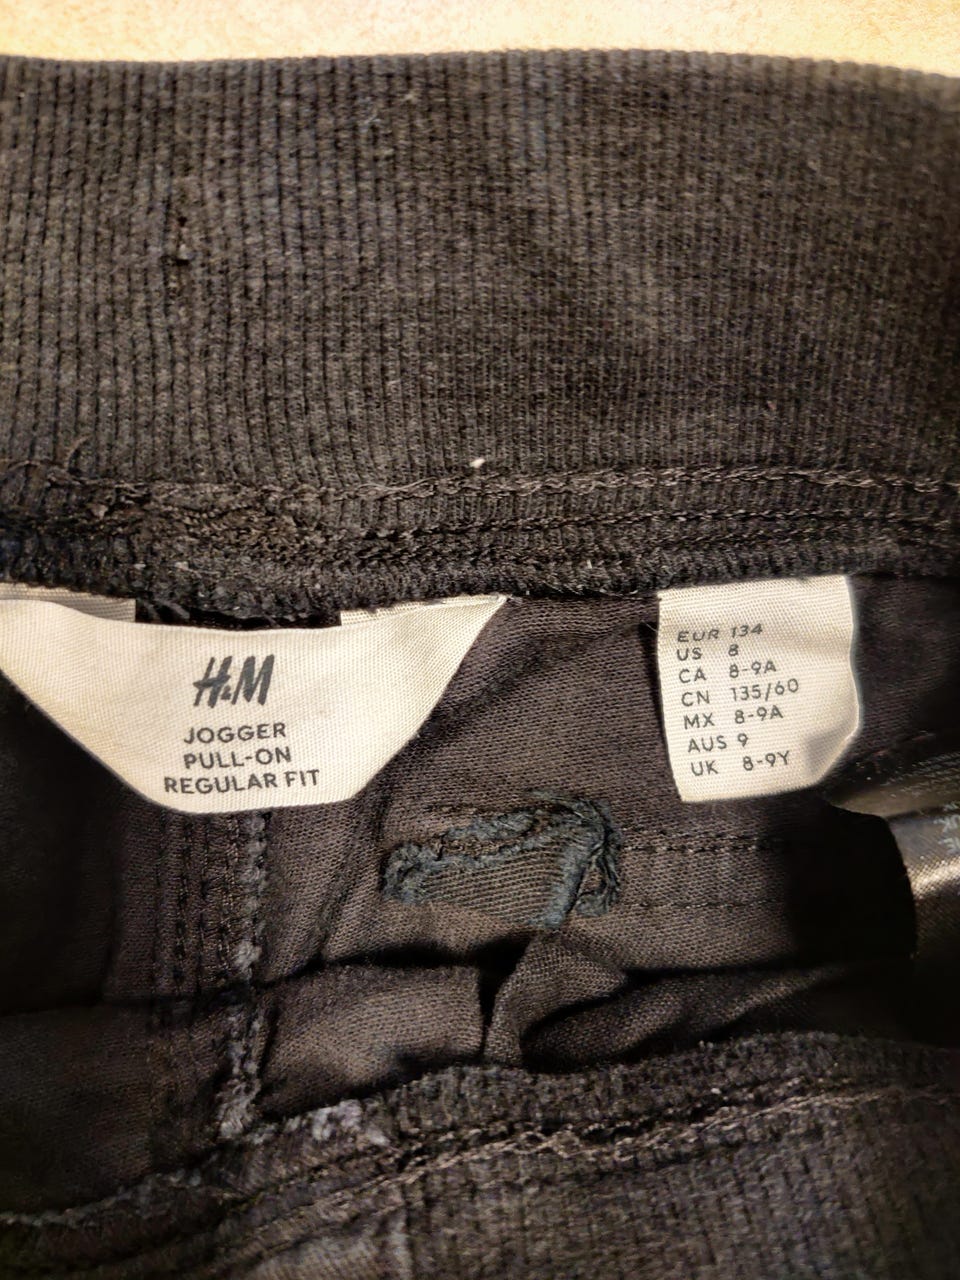 H&M
JOGGER
PULL-ON
REGULAR FIT
EUR 134
US 8
CA 8-9A
CN 135/60
MX 8-9A
AUS 9
UK 8-9Y